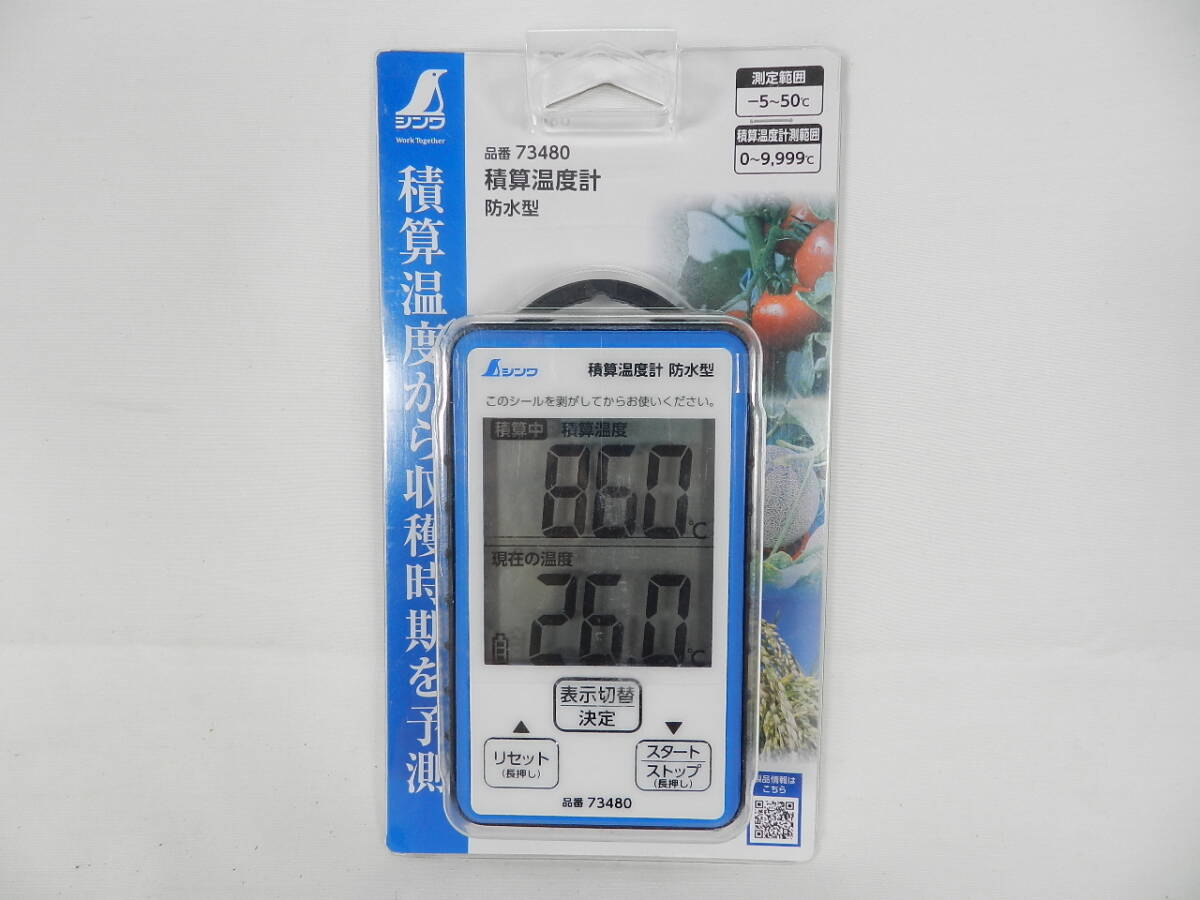 シンワ
Work Together
積算温度から収穫時期を予測
品番 73480
積算温度計
防水型
測定範囲
−5~50℃
積算温度計測範囲
0~9,999℃
シンワ 積算温度計 防水型
このシールを剥がしてからお使いください。
積算中 積算温度
860℃
現在の温度
26.0℃
表示切替
決定
▲ ▼
リセット
(長押し)
スタート
ストップ
(長押し)
品番 73480
製品情報は
こちら